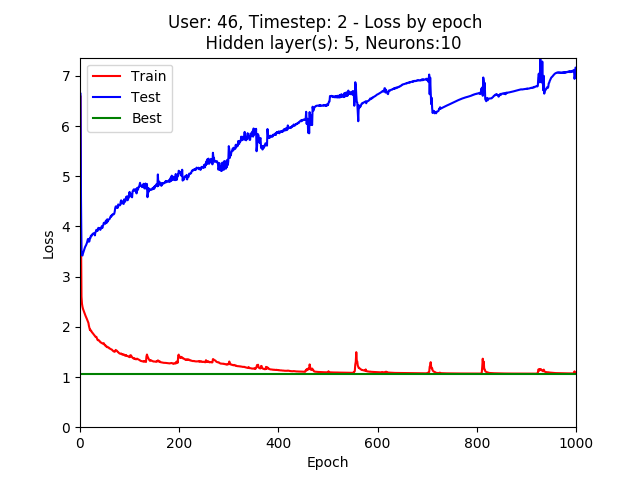 User: 46, Timestep: 2 - Loss by epoch
Hidden layer(s): 5, Neurons:10
Train
Test
Best
7
6
5
4
3
2
1
0
Loss
0 200 400 600 800 1000
Epoch